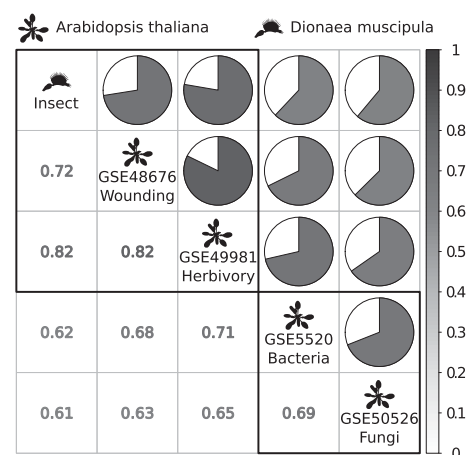 Arabidopsis thaliana Dionaea muscipula
Insect
0.72
GSE48676
Wounding
0.82 0.82
GSE49981
Herbivory
0.62 0.68 0.71
GSE5520
Bacteria
0.61 0.63 0.65 0.69
GSE50526
Fungi
1
0.9
0.8
0.7
0.6
0.5
0.4
0.3
0.2
0.1
0